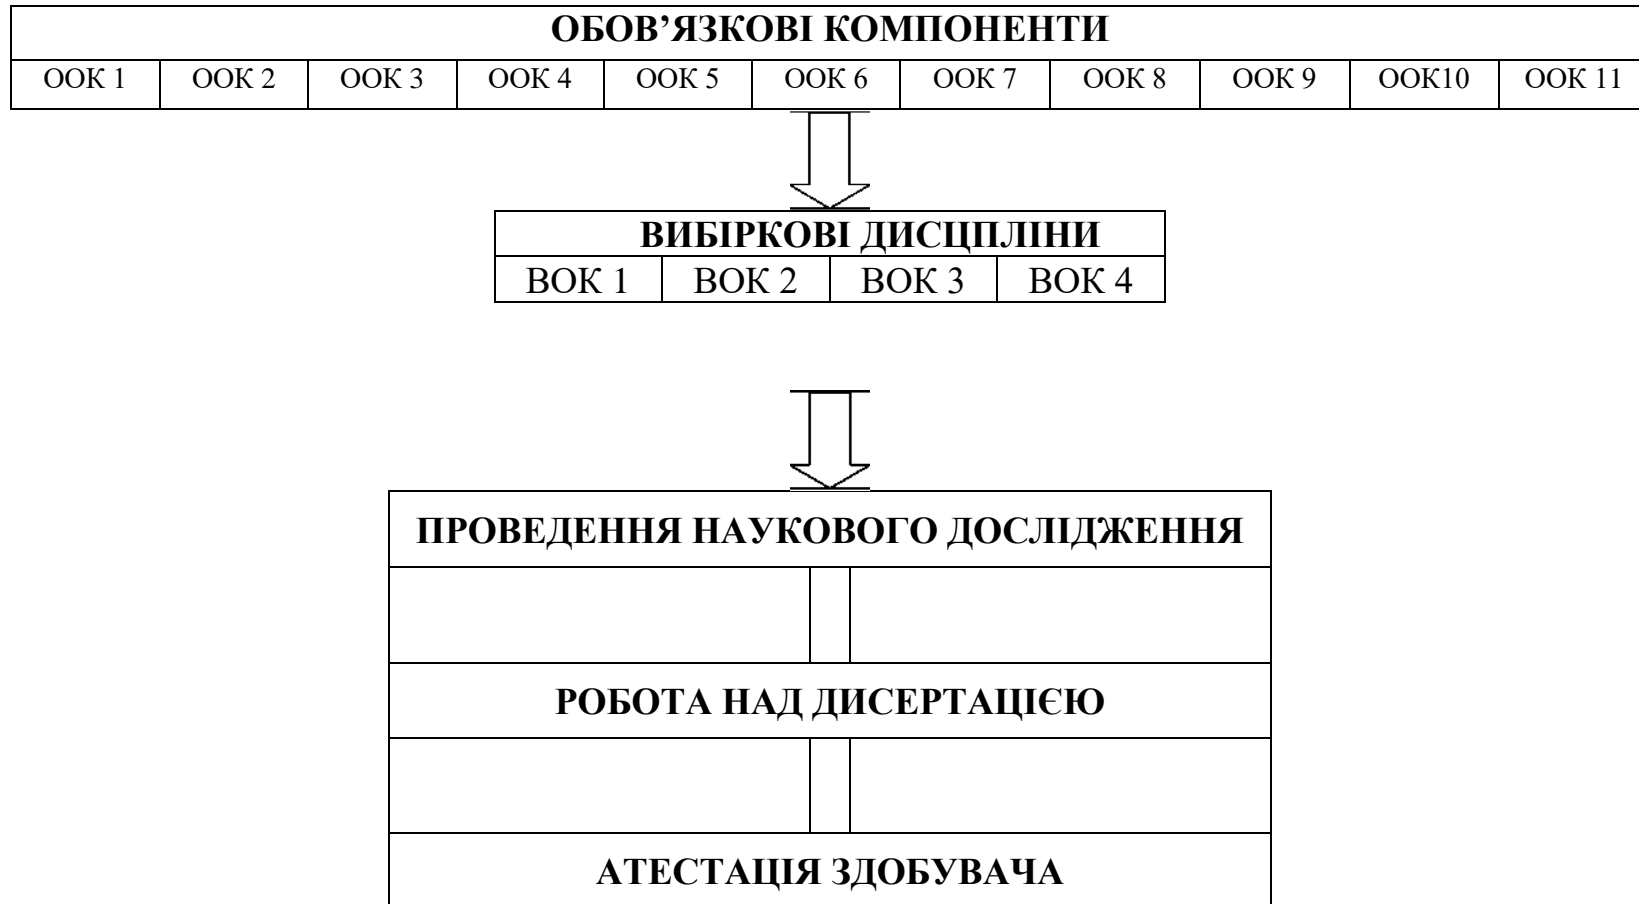 ОБОВ’ЯЗКОВІ КОМПОНЕНТИ
ООК 1 ООК 2 ООК 3 ООК 4 ООК 5 ООК 6 ООК 7 ООК 8 ООК 9 ООК10 ООК 11
ВИБІРКОВІ ДИСЦПЛІНИ
ВОК 1 ВОК 2 ВОК 3 ВОК 4
ПРОВЕДЕННЯ НАУКОВОГО ДОСЛІДЖЕННЯ
РОБОТА НАД ДИСЕРТАЦІЄЮ
АТЕСТАЦІЯ ЗДОБУВАЧА